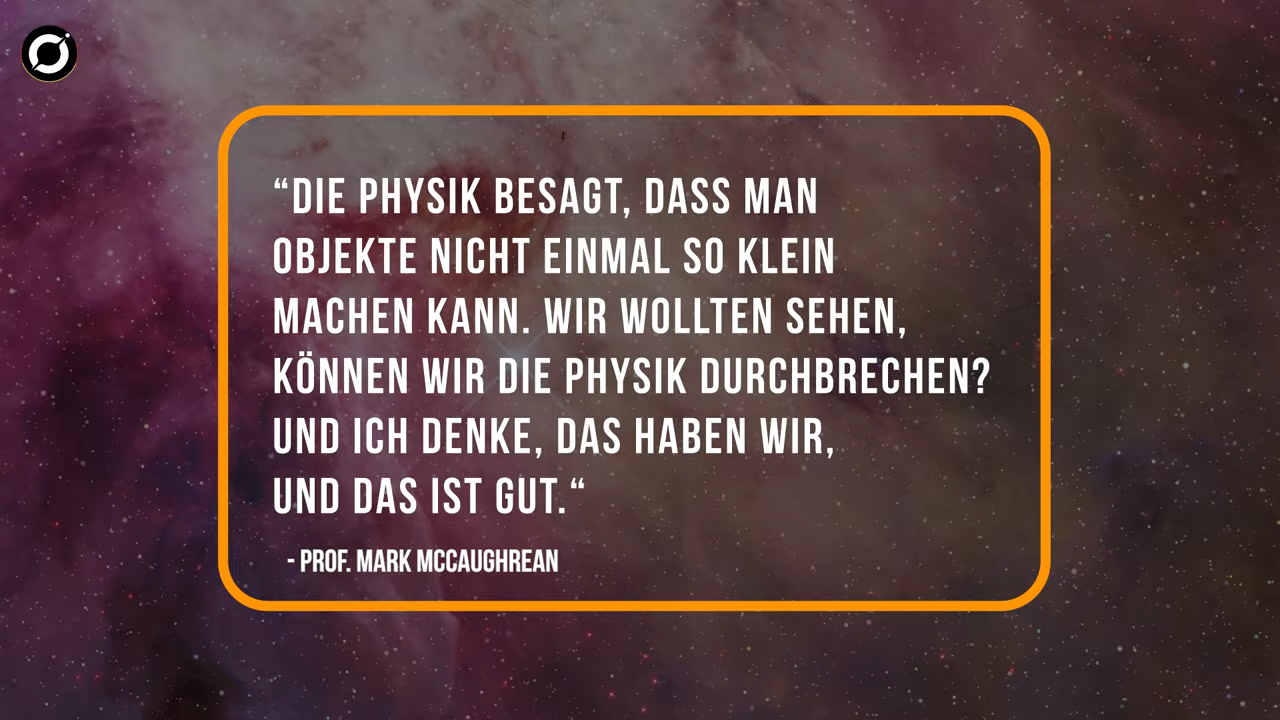 “DIE PHYSIK BESAGT, DASS MAN
OBJEKTE NICHT EINMAL SO KLEIN
MACHEN KANN. WIR WOLLTEN SEHEN,
KÖNNEN WIR DIE PHYSIK DURCHBRECHEN?
UND ICH DENKE, DAS HABEN WIR,
UND DAS IST GUT.“
- PROF. MARK MCCAUGHREAN